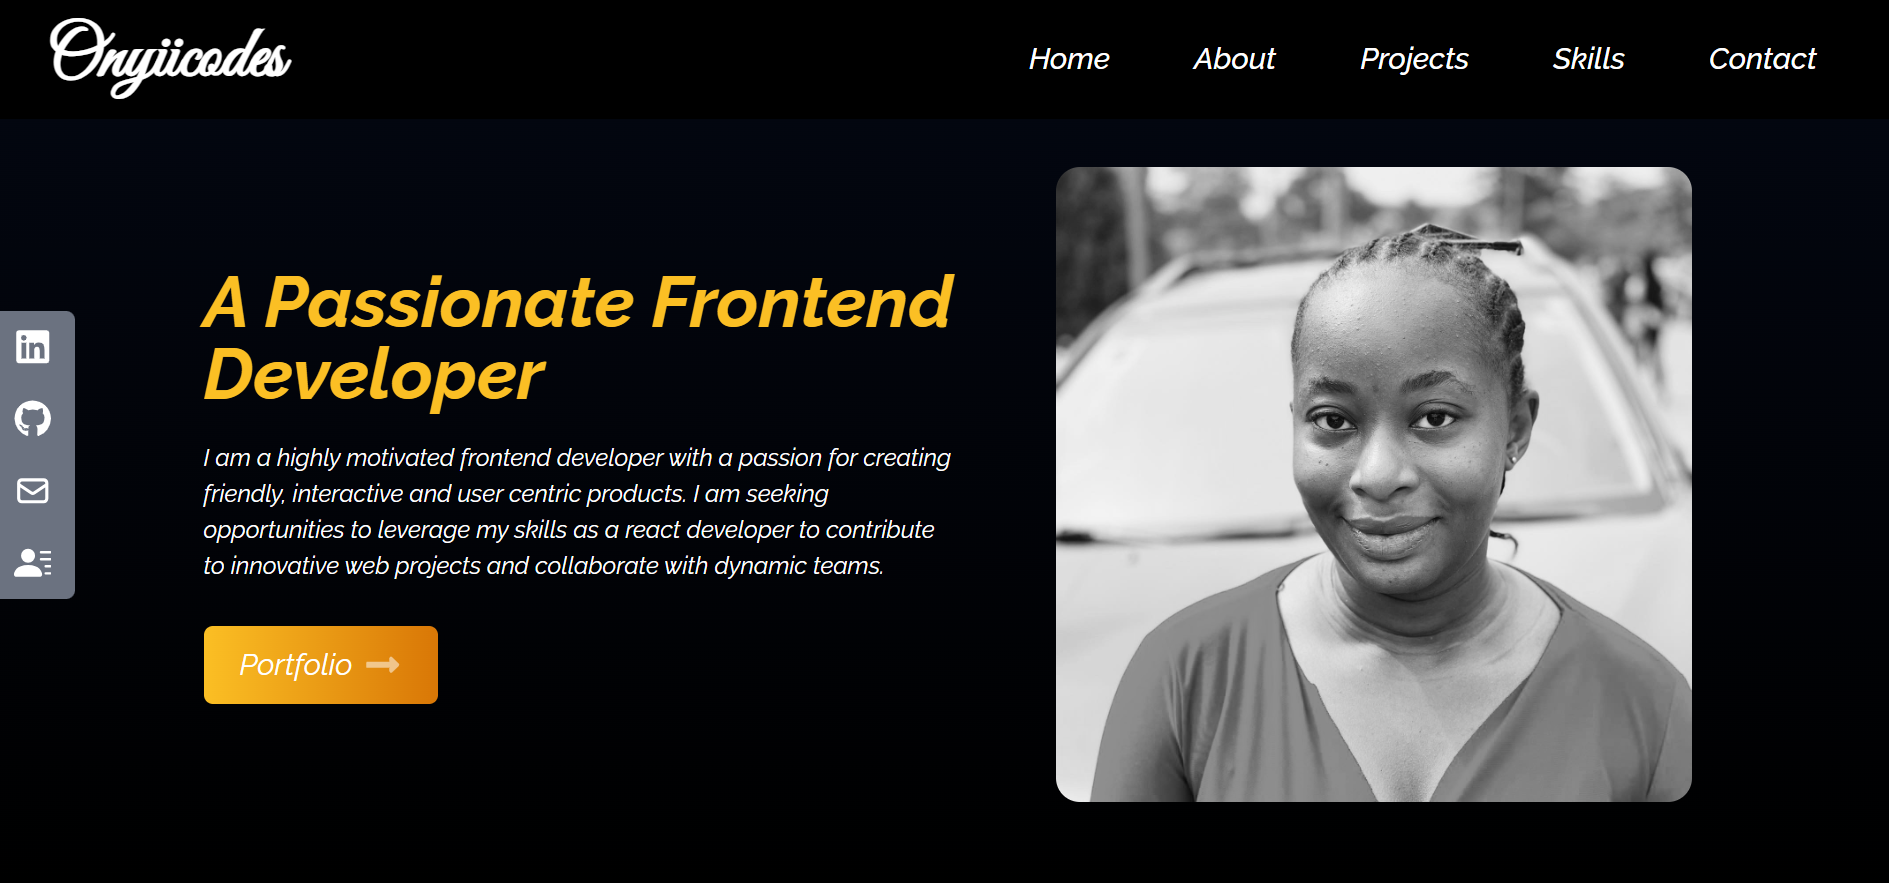 Onyiicodes
Home
About
Projects
Skills
Contact
A Passionate Frontend
Developer
I am a highly motivated frontend developer with a passion for creating
friendly, interactive and user centric products. I am seeking
opportunities to leverage my skills as a react developer to contribute
to innovative web projects and collaborate with dynamic teams.
in
Portfolio